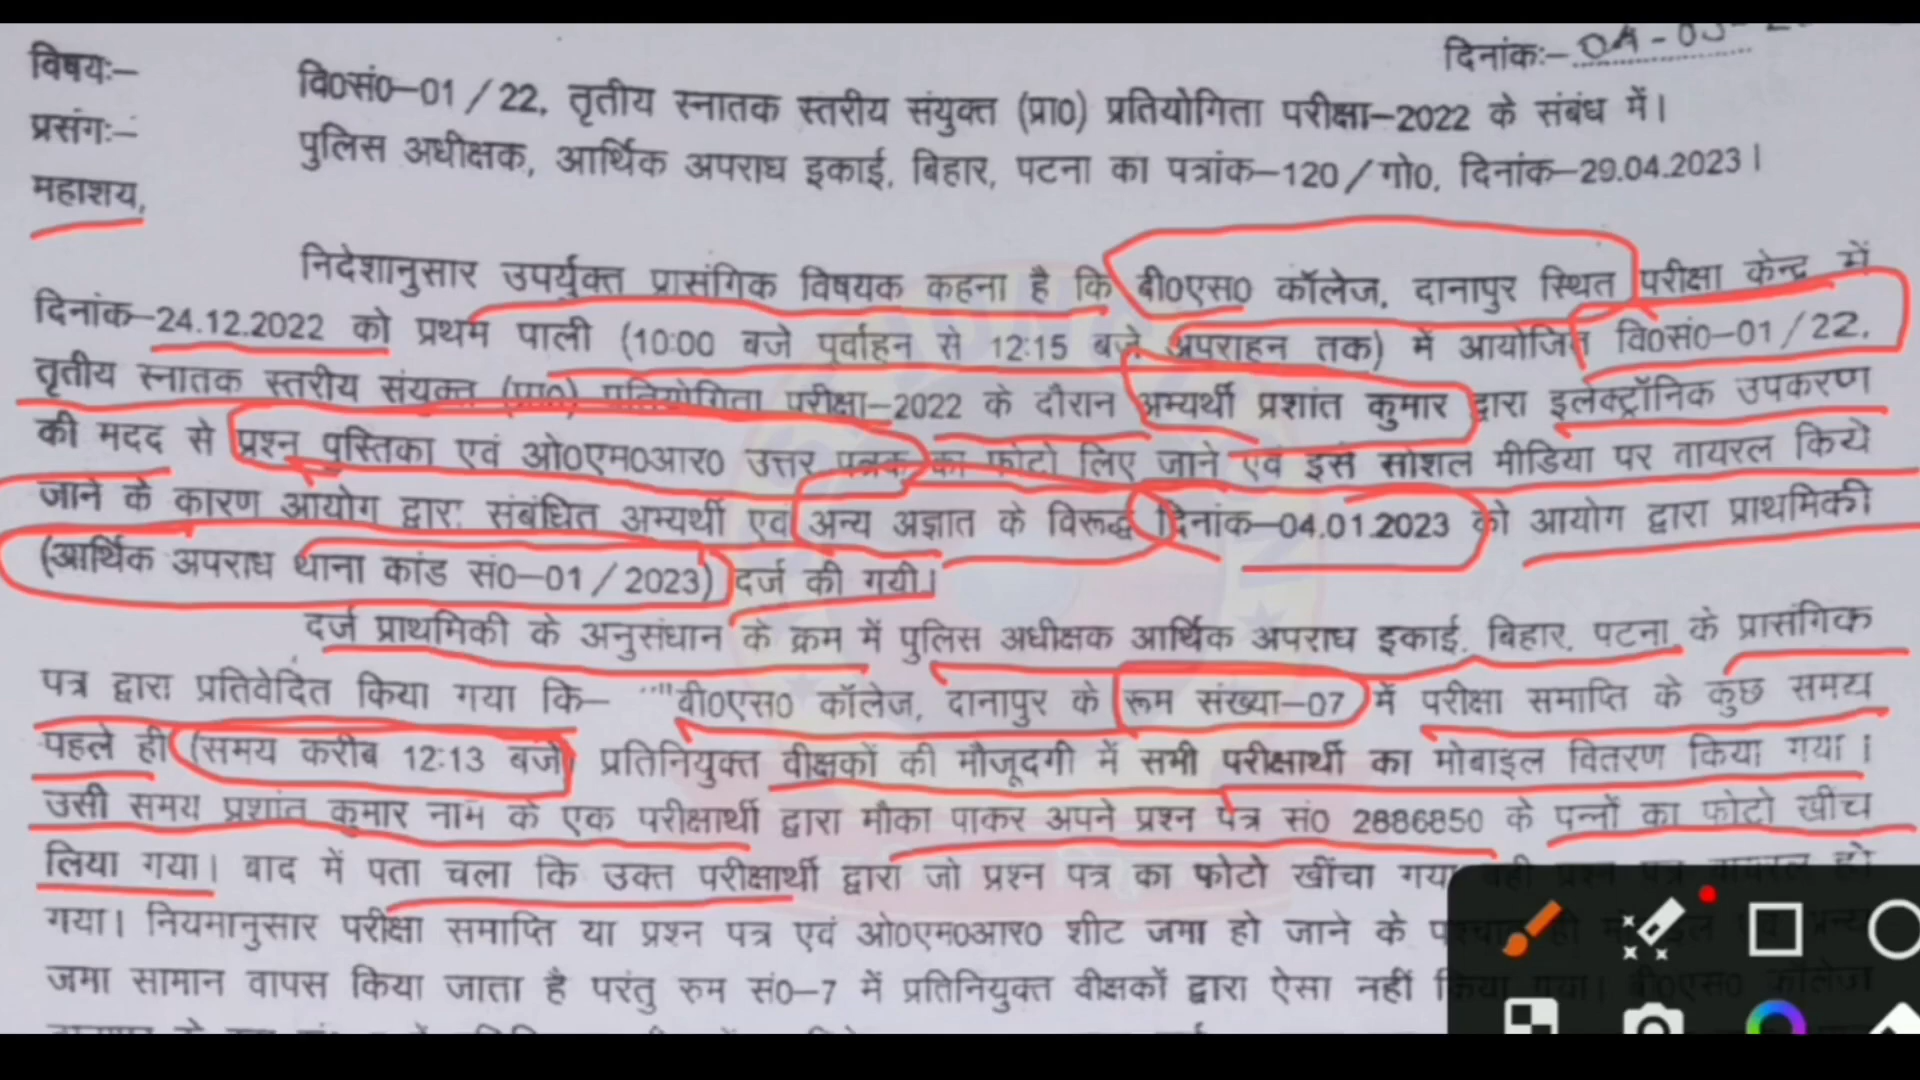 दिनांकः–
विषयः–
वि0सं0–01 / 22, तृतीय स्नातक स्तरीय संयुक्त (प्रा0) प्रतियोगिता परीक्षा–2022 के संबंध में।
प्रसंगः–
पुलिस अधीक्षक, आर्थिक अपराध इकाई, बिहार, पटना का पत्रांक–120 / गो0, दिनांक–29.04.2023।
महाशय,
निदेशानुसार उपर्युक्त प्रासंगिक विषयक कहना है कि बी0एस0 कॉलेज, दानापुर स्थित परीक्षा केन्द्र में
दिनांक–24.12.2022 को प्रथम पाली (10:00 बजे पूर्वाहन से 12:15 बजे अपराहन तक) में आयोजित वि0सं0–01 / 22,
तृतीय स्नातक स्तरीय संयुक्त (प्रा0) प्रतियोगिता परीक्षा–2022 के दौरान अभ्यर्थी प्रशांत कुमार द्वारा इलेक्ट्रॉनिक उपकरण
की मदद से प्रश्न पुस्तिका एवं ओ0एम0आर0 उत्तर पत्रक का फोटो लिए जाने एवं इसे सोशल मीडिया पर वायरल किये
जाने के कारण आयोग द्वारा संबंधित अभ्यर्थी एवं अन्य अज्ञात के विरूद्ध दिनांक–04.01.2023 को आयोग द्वारा प्राथमिकी
(आर्थिक अपराध थाना कांड सं0–01 / 2023) दर्ज की गयी।
दर्ज प्राथमिकी के अनुसंधान के क्रम में पुलिस अधीक्षक आर्थिक अपराध इकाई, बिहार, पटना के प्रासंगिक
पत्र द्वारा प्रतिवेदित किया गया कि– ""बी0एस0 कॉलेज, दानापुर के रूम संख्या–07 में परीक्षा समाप्ति के कुछ समय
पहले ही (समय करीब 12:13 बजे) प्रतिनियुक्त वीक्षकों की मौजूदगी में सभी परीक्षार्थी का मोबाइल वितरण किया गया।
उसी समय प्रशांत कुमार नाम के एक परीक्षार्थी द्वारा मौका पाकर अपने प्रश्न पत्र सं0 2886850 के पन्नों का फोटो खींच
लिया गया। बाद में पता चला कि उक्त परीक्षार्थी द्वारा जो प्रश्न पत्र का फोटो खींचा गया वही प्रश्न पत्र वायरल हो
गया। नियमानुसार परीक्षा समाप्ति या प्रश्न पत्र एवं ओ0एम0आर0 शीट जमा हो जाने के पश्चात ही
जमा सामान वापस किया जाता है परंतु रुम सं0–7 में प्रतिनियुक्त वीक्षकों द्वारा ऐसा नहीं किया गया। बी0एस0 कॉलेज